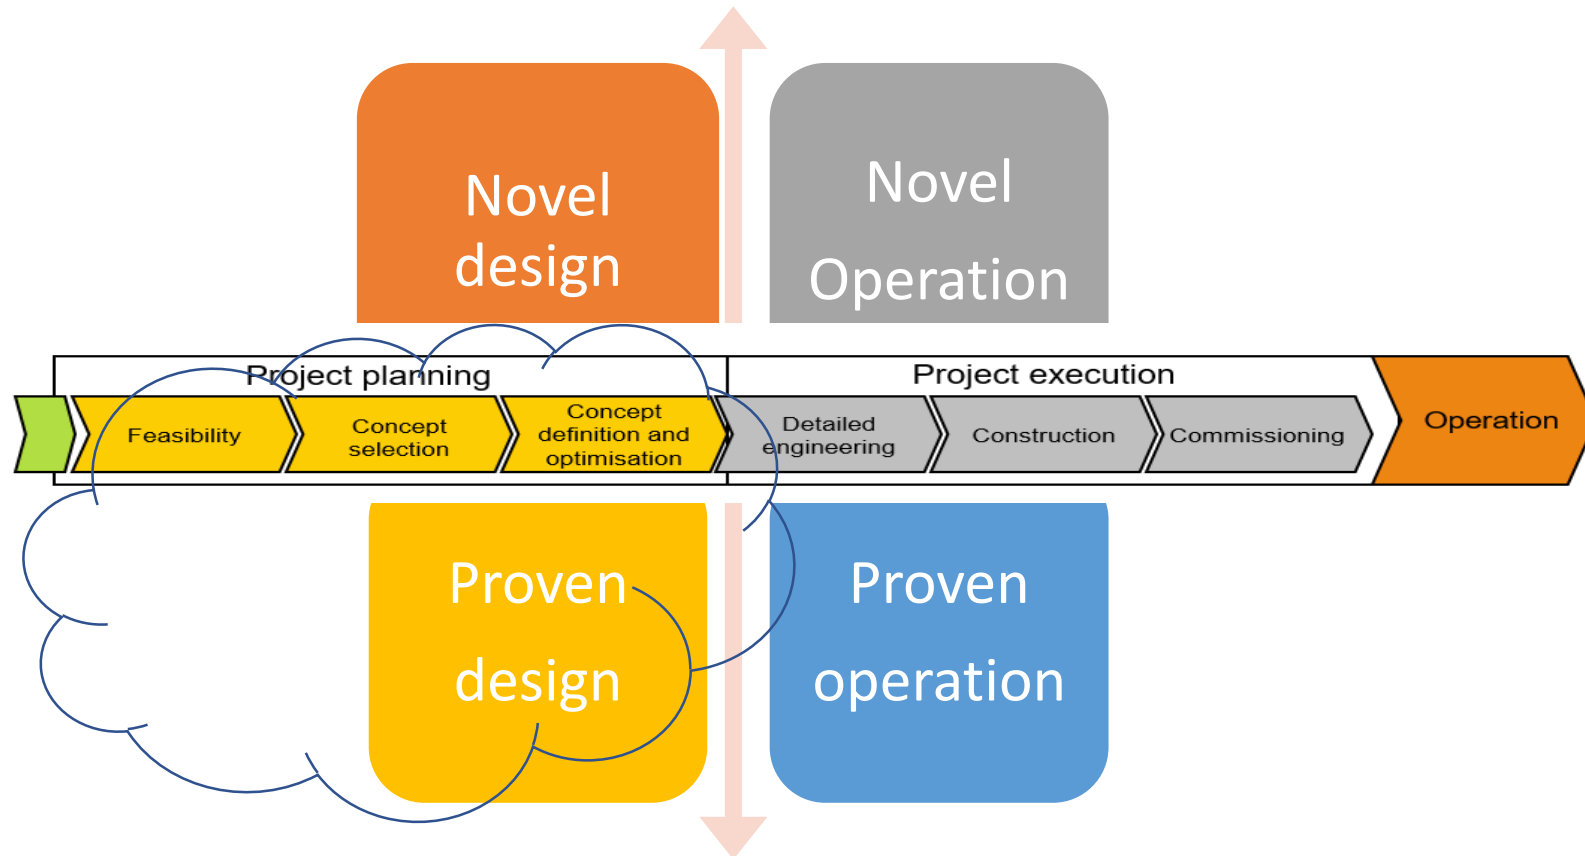 Novel
design
Novel
Operation
Project planning
Project execution
Feasibility
Concept
selection
Concept
definition and
optimisation
Detailed
engineering
Construction
Commissioning
Operation
Proven
design
Proven
operation